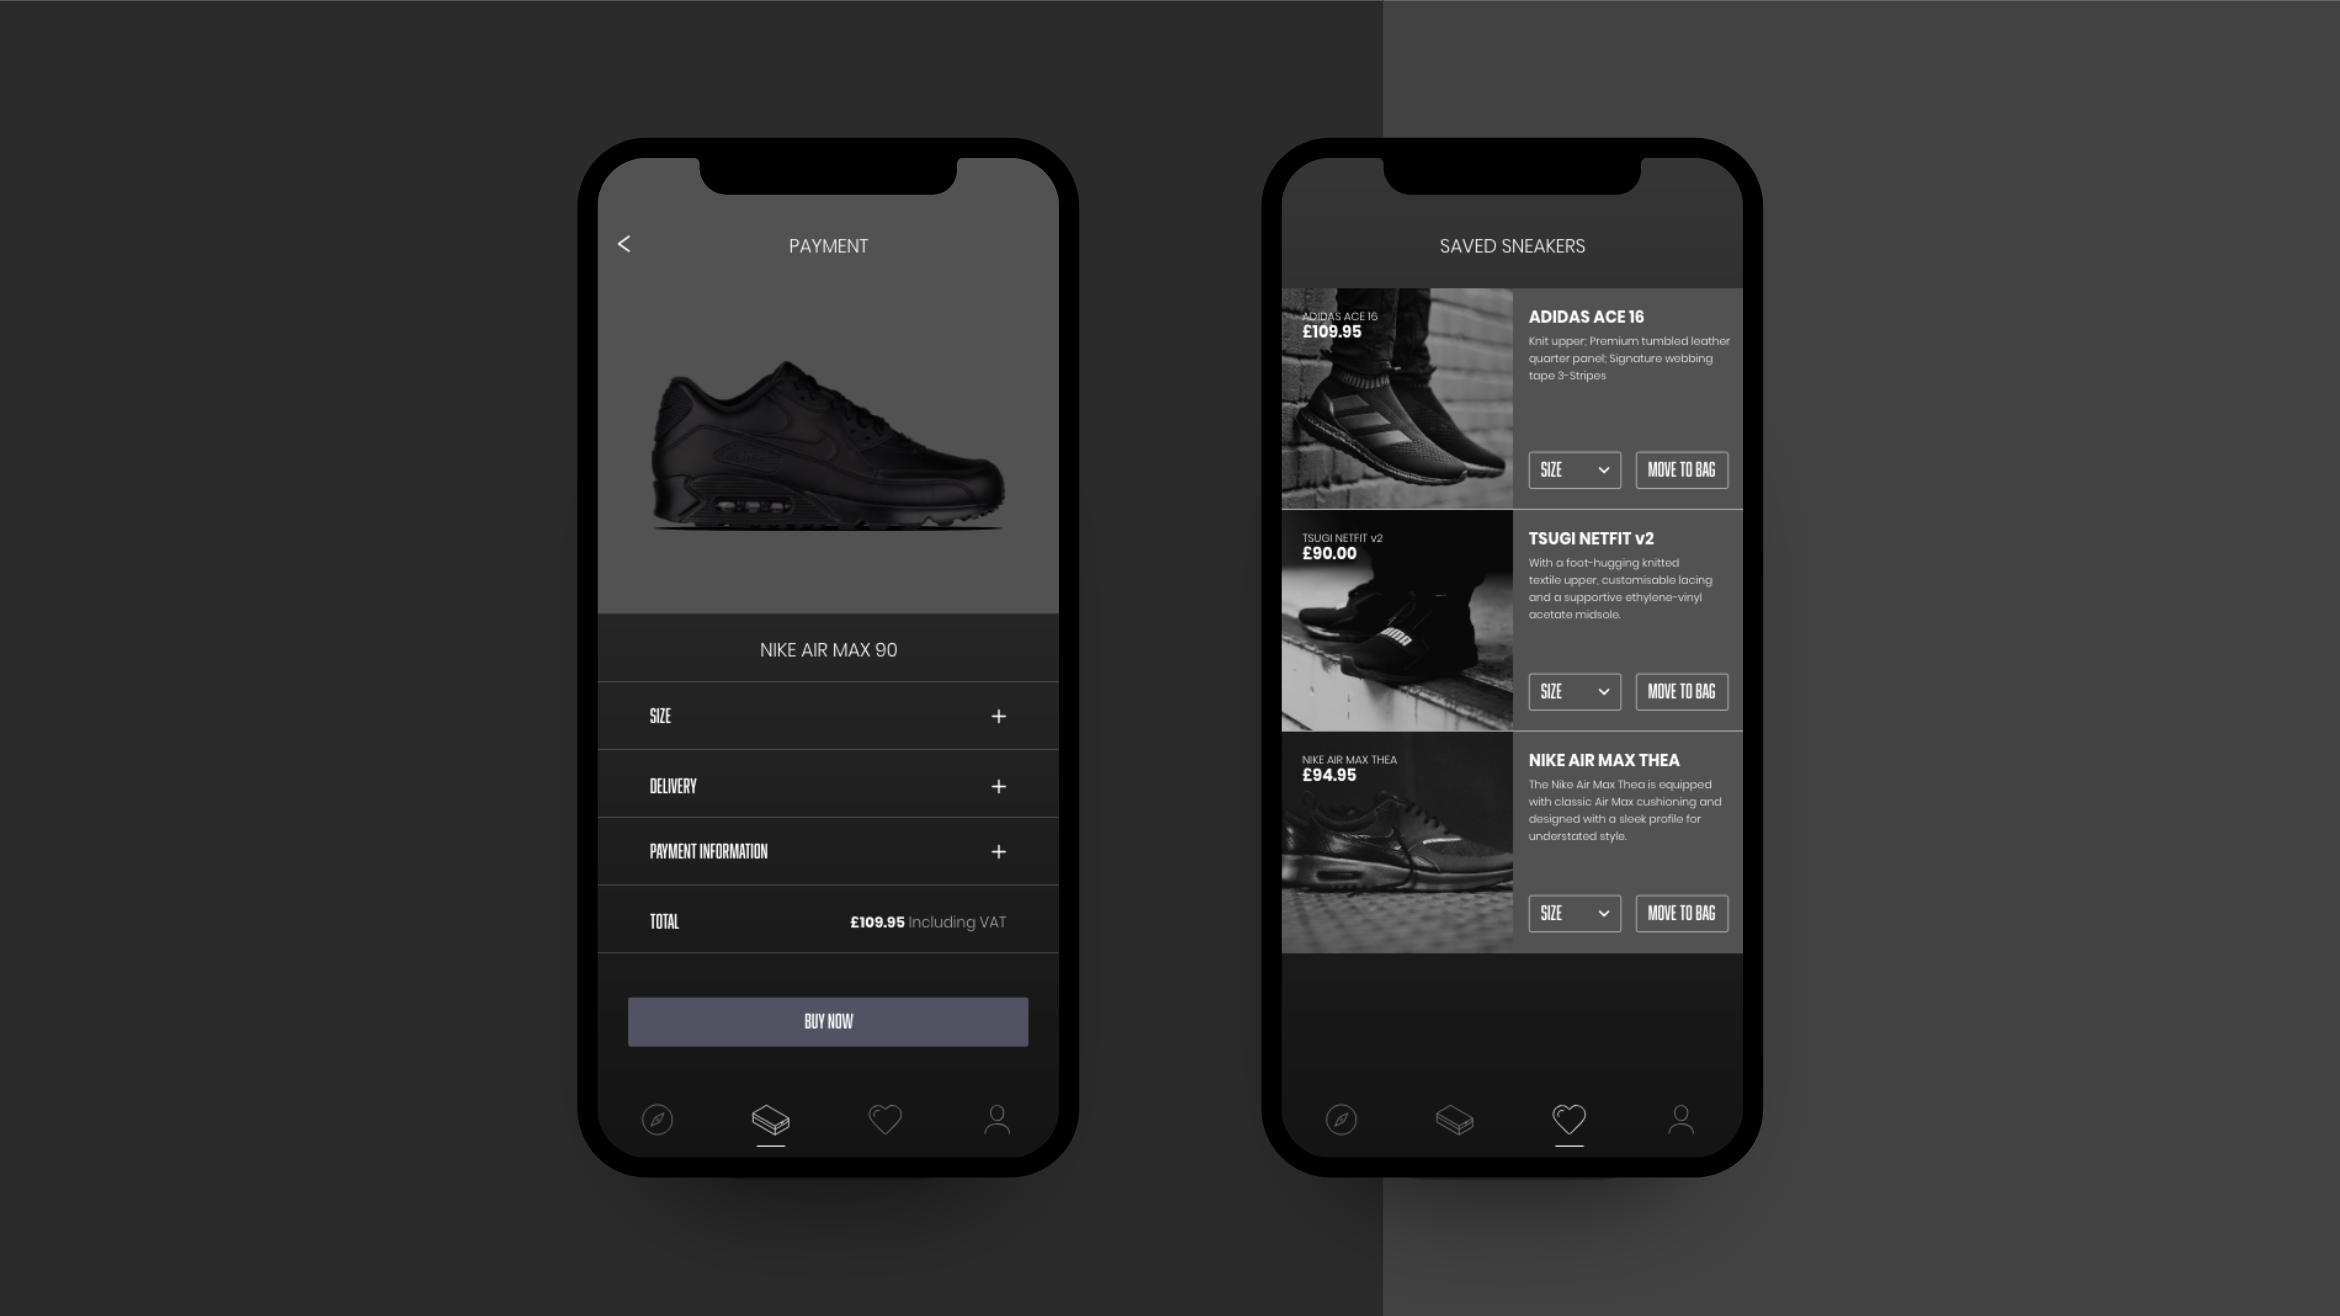 PAYMENT
NIKE AIR MAX 90
SIZE
DELIVERY
PAYMENT INFORMATION
TOTAL £109.95 Including VAT
BUY NOW
SAVED SNEAKERS
ADIDAS ACE 16
£109.95
ADIDAS ACE 16
Knit upper; Premium tumbled leather
quarter panel; Signature webbing
tape 3-Stripes
SIZE
MOVE TO BAG
TSUGI NETFIT v2
£90.00
PUMA
TSUGI NETFIT v2
With a foot-hugging knitted
textile upper, customisable lacing
and a supportive ethylene-vinyl
acetate midsole.
SIZE
MOVE TO BAG
NIKE AIR MAX THEA
£94.95
NIKE AIR MAX THEA
The Nike Air Max Thea is equipped
with classic Air Max cushioning and
designed with a sleek profile for
understated style.
SIZE
MOVE TO BAG